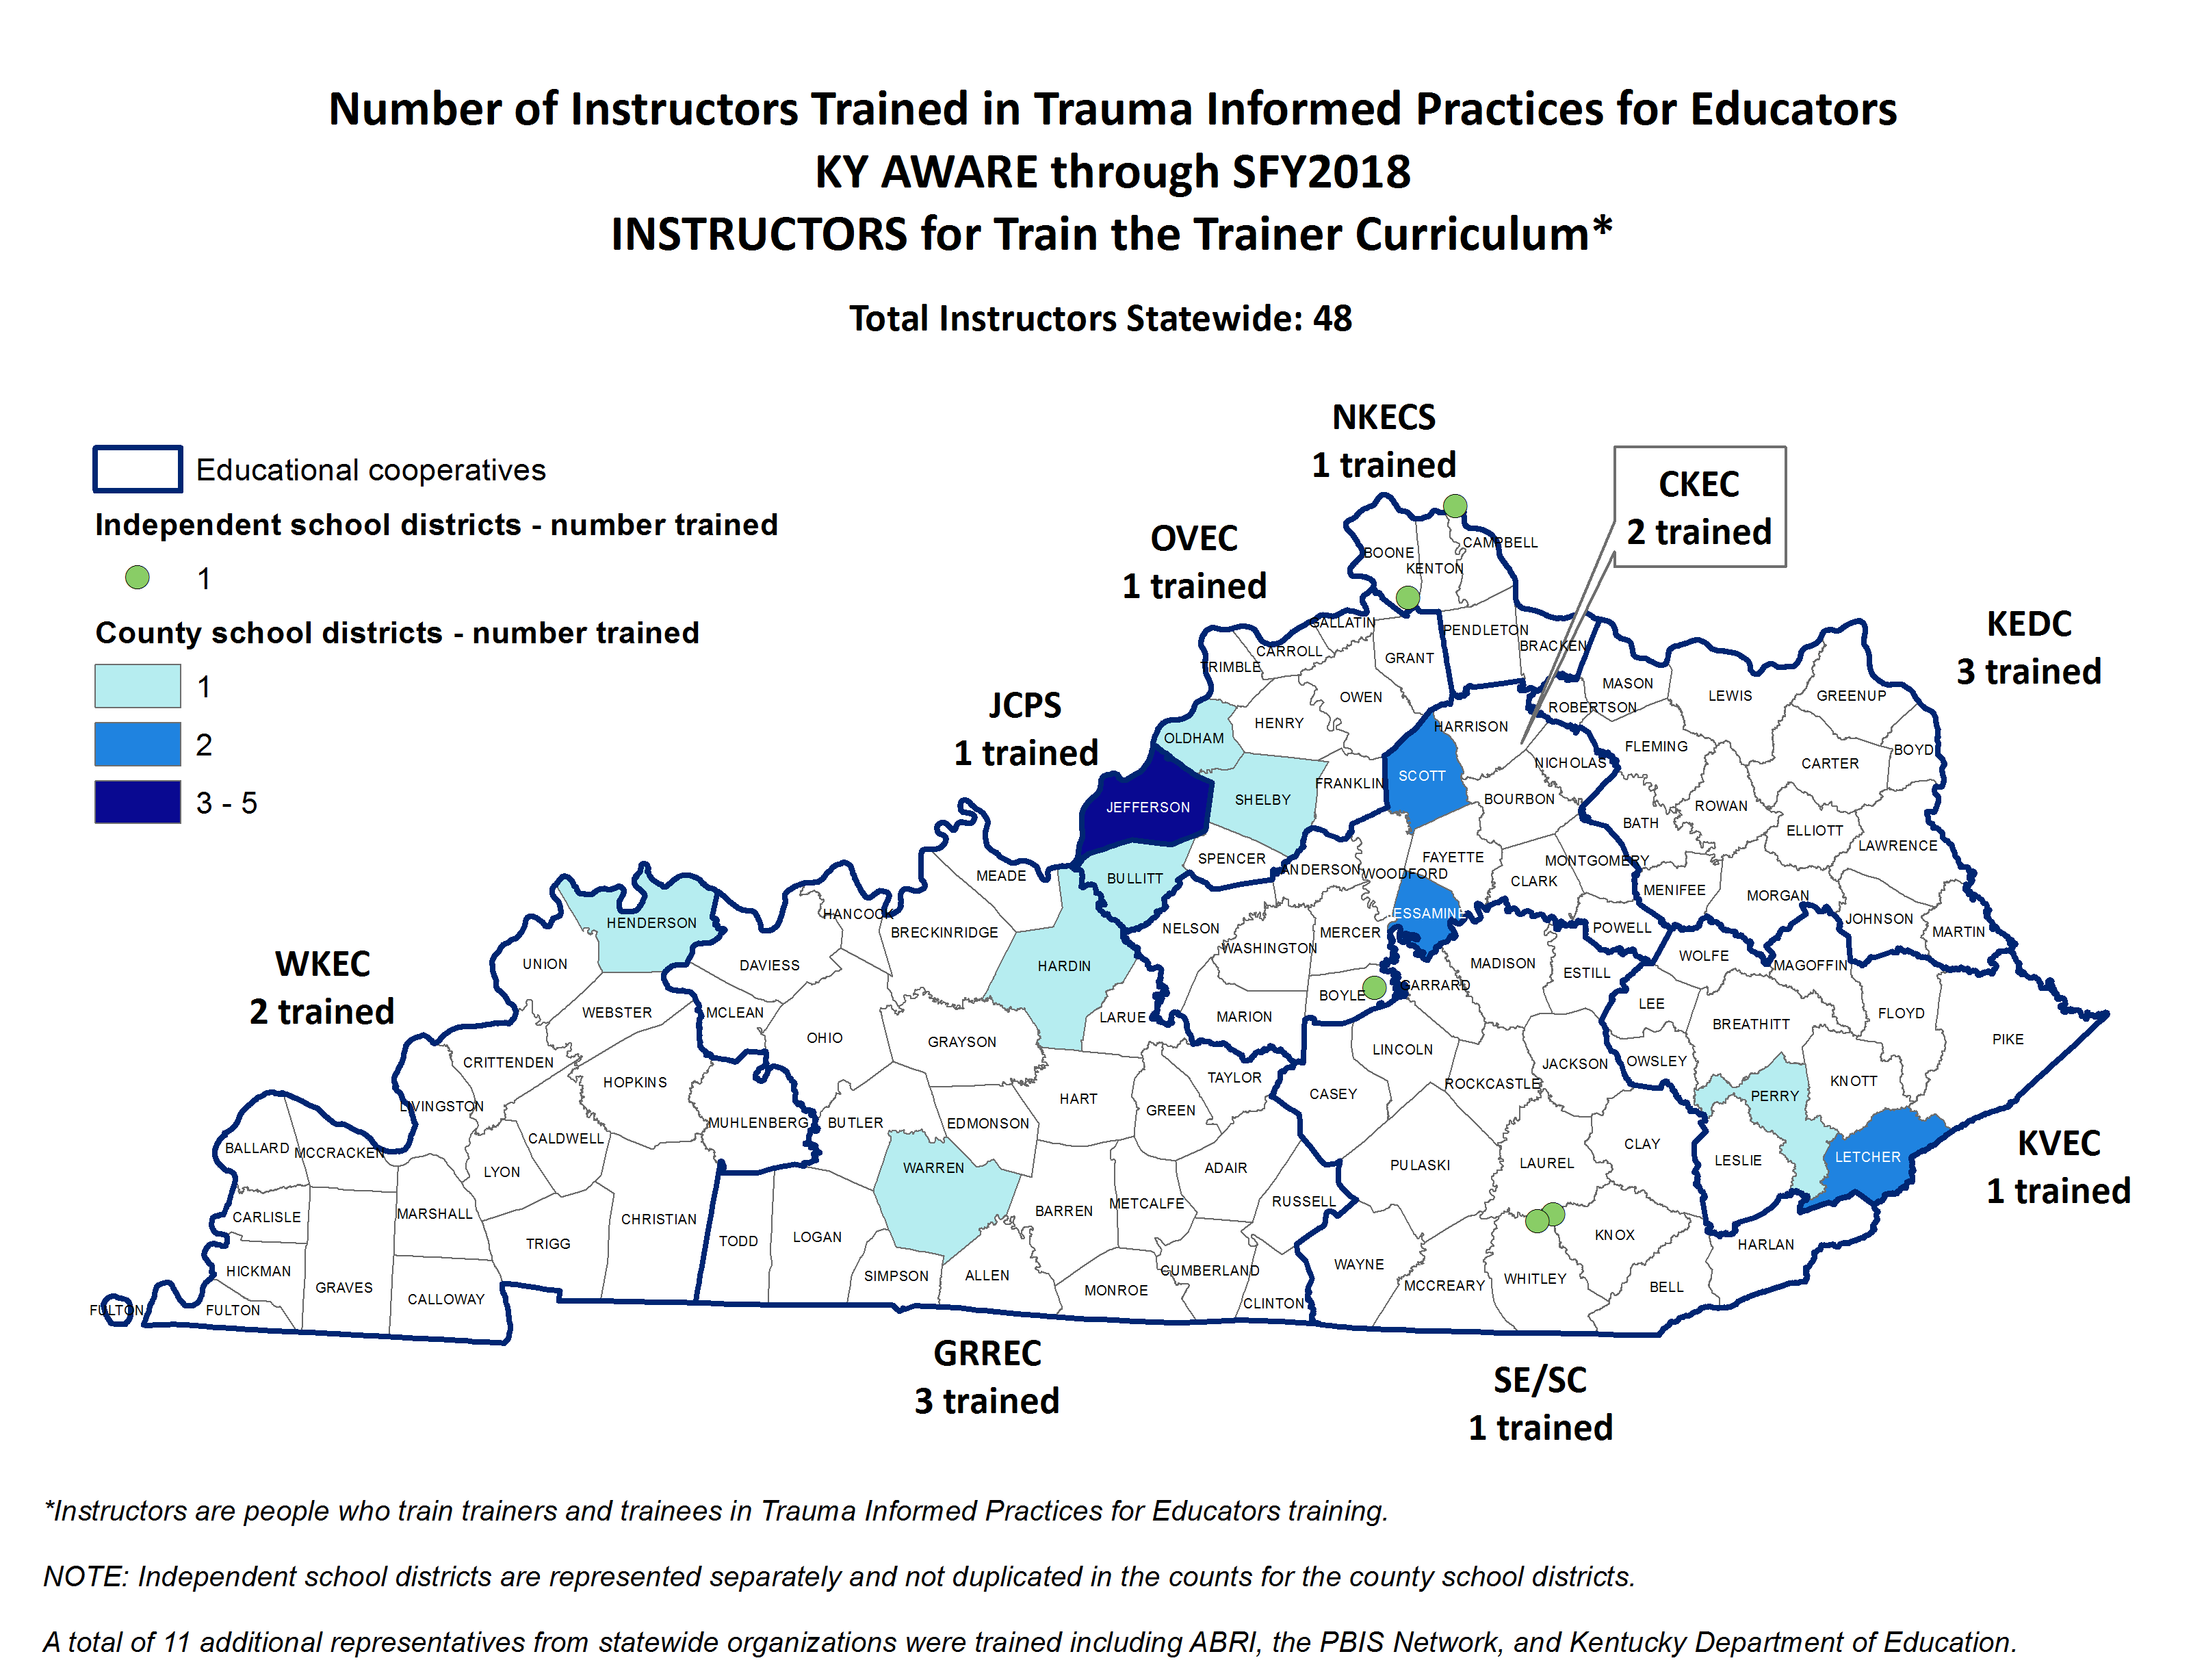 Number of Instructors Trained in Trauma Informed Practices for Educators
KY AWARE through SFY2018
INSTRUCTORS for Train the Trainer Curriculum*
Total Instructors Statewide: 48
Educational cooperatives
Independent school districts - number trained
1
County school districts - number trained
1
2
3 - 5
NKECS
1 trained
CKEC
2 trained
OVEC
1 trained
KEDC
3 trained
JCPS
1 trained
WKEC
2 trained
KVEC
1 trained
GRREC
3 trained
SE/SC
1 trained
BOONE
CAMPBELL
KENTON
GALLATIN
PENDLETON
BRACKEN
CARROLL
GRANT
TRIMBLE
MASON
LEWIS
GREENUP
OWEN
ROBERTSON
HENRY
HARRISON
OLDHAM
FLEMING
BOYD
NICHOLAS
CARTER
SCOTT
FRANKLIN
SHELBY
BOURBON
JEFFERSON
ROWAN
BATH
ELLIOTT
LAWRENCE
SPENCER
FAYETTE
MONTGOMERY
ANDERSON
WOODFORD
MEADE
BULLITT
CLARK
MENIFEE
MORGAN
HANCOCK
ESSAMINE
JOHNSON
HENDERSON
BRECKINRIDGE
NELSON
MERCER
POWELL
MARTIN
WASHINGTON
WOLFE
UNION
DAVIESS
HARDIN
MADISON
MAGOFFIN
ESTILL
BOYLE
GARRARD
LEE
WEBSTER
MCLEAN
LARUE
MARION
FLOYD
BREATHITT
OHIO
GRAYSON
PIKE
LINCOLN
CRITTENDEN
JACKSON
OWSLEY
HOPKINS
TAYLOR
ROCKCASTLE
KNOTT
CASEY
HART
PERRY
LIVINGSTON
GREEN
MUHLENBERG
BUTLER
EDMONSON
CALDWELL
CLAY
BALLARD
MCCRACKEN
LETCHER
LESLIE
LAUREL
PULASKI
WARREN
ADAIR
LYON
RUSSELL
METCALFE
BARREN
MARSHALL
CARLISLE
CHRISTIAN
KNOX
LOGAN
TODD
TRIGG
HARLAN
WAYNE
HICKMAN
CUMBERLAND
SIMPSON
ALLEN
WHITLEY
MCCREARY
BELL
GRAVES
MONROE
CALLOWAY
CLINTON
FULTON
FULTON
*Instructors are people who train trainers and trainees in Trauma Informed Practices for Educators training.
NOTE: Independent school districts are represented separately and not duplicated in the counts for the county school districts.
A total of 11 additional representatives from statewide organizations were trained including ABRI, the PBIS Network, and Kentucky Department of Education.